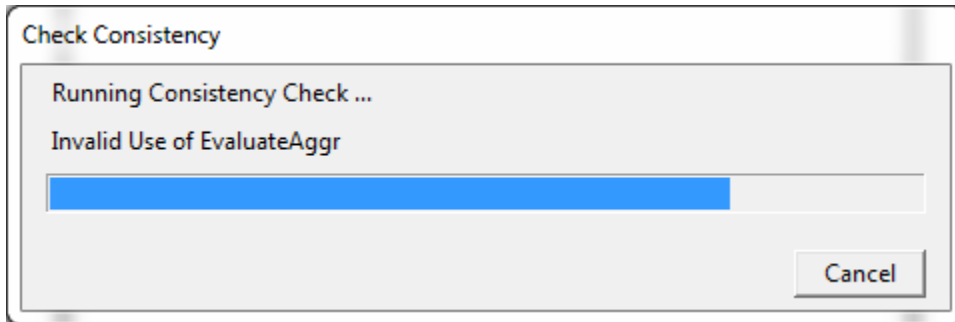 Check Consistency
Running Consistency Check ...
Invalid Use of EvaluateAggr
Cancel